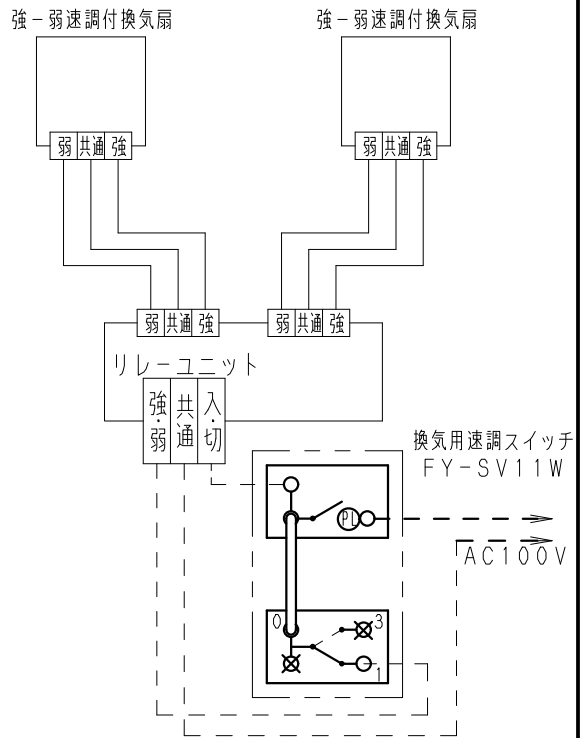 強－弱速調付換気扇
強－弱速調付換気扇
弱 共通 強
弱 共通 強
弱 共通 強
弱 共通 強
リレーユニット
強・弱
共通
入・切
換気用速調スイッチ
FY-SV11W
PL
AC100V
0
3
1